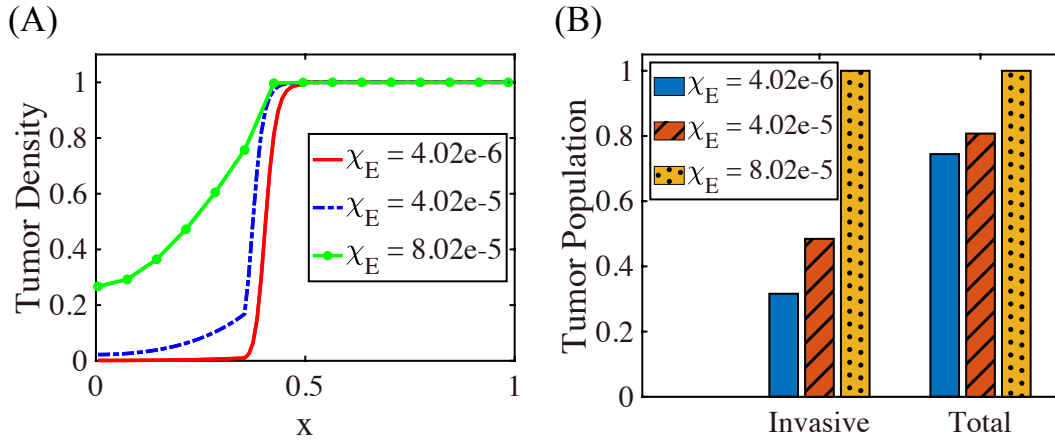 (A)
Tumor Density
1
0.8
0.6
0.4
0.2
0
0
0.5
1
x
χE = 4.02e-6
χE = 4.02e-5
χE = 8.02e-5
(B)
Tumor Population
1
0.8
0.6
0.4
0.2
0
χE = 4.02e-6
χE = 4.02e-5
χE = 8.02e-5
Invasive Total